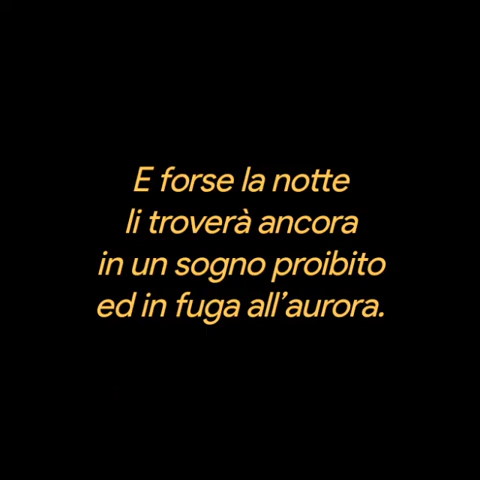 E forse la notte
li troverà ancora
in un sogno proibito
ed in fuga all’aurora.